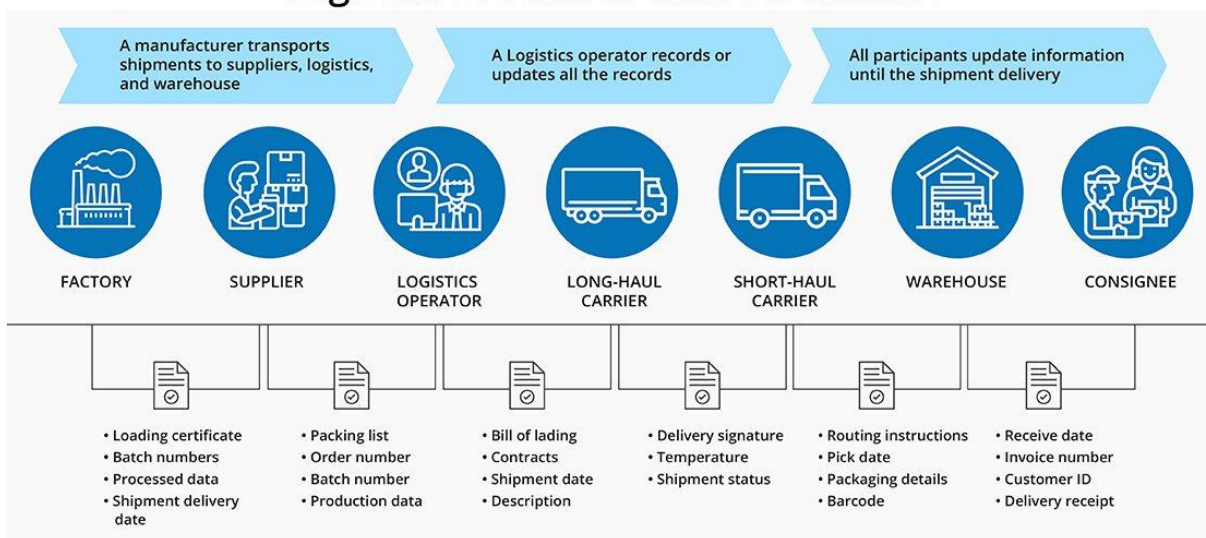 A manufacturer transports
shipments to suppliers, logistics,
and warehouse
A Logistics operator records or
updates all the records
All participants update information
until the shipment delivery
FACTORY
SUPPLIER
LOGISTICS
OPERATOR
LONG-HAUL
CARRIER
SHORT-HAUL
CARRIER
WAREHOUSE
CONSIGNEE
• Loading certificate
• Batch numbers
• Processed data
• Shipment delivery
date
• Packing list
• Order number
• Batch number
• Production data
• Bill of lading
• Contracts
• Shipment date
• Description
• Delivery signature
• Temperature
• Shipment status
• Routing instructions
• Pick date
• Packaging details
• Barcode
• Receive date
• Invoice number
• Customer ID
• Delivery receipt